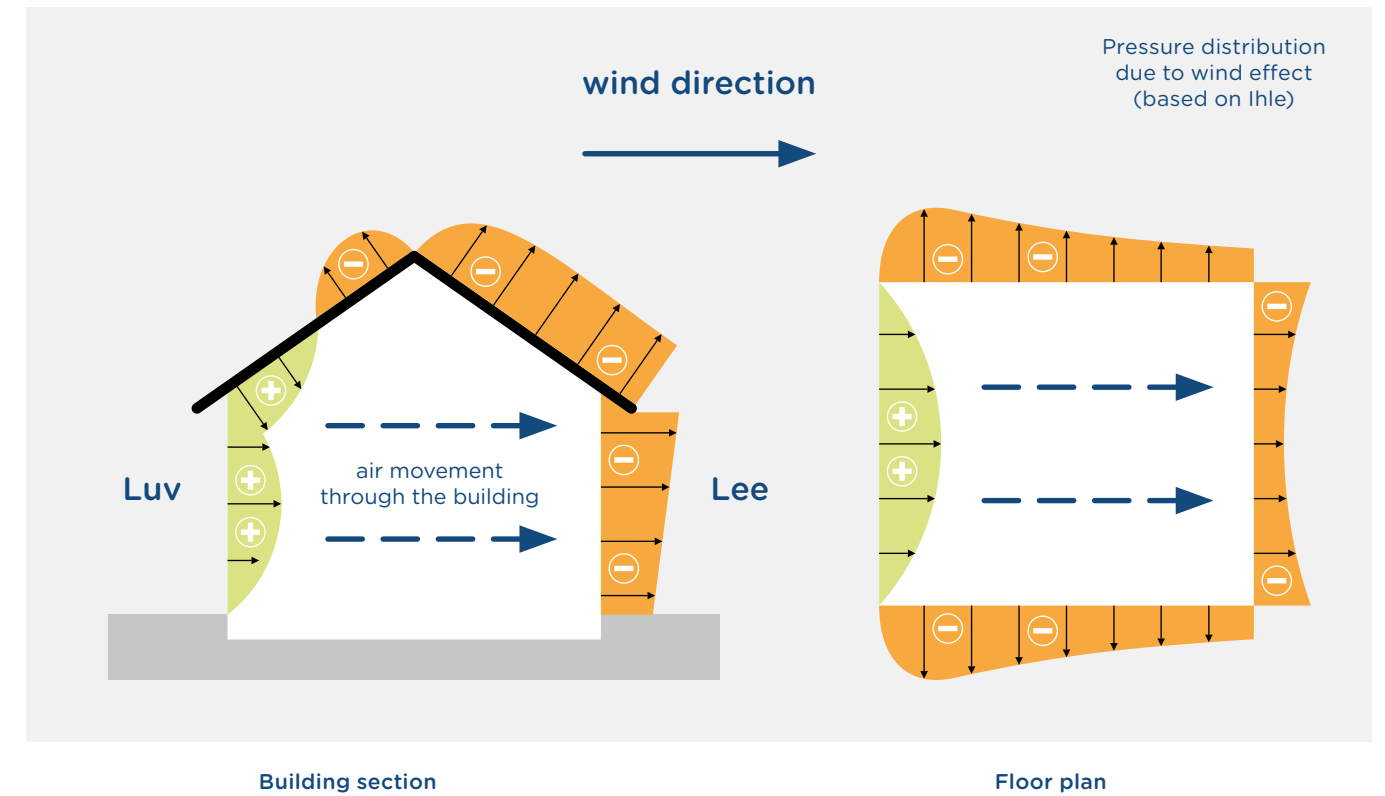 wind direction
Pressure distribution
due to wind effect
(based on Ihle)
Luv
air movement
through the building
Lee
Building section
Floor plan